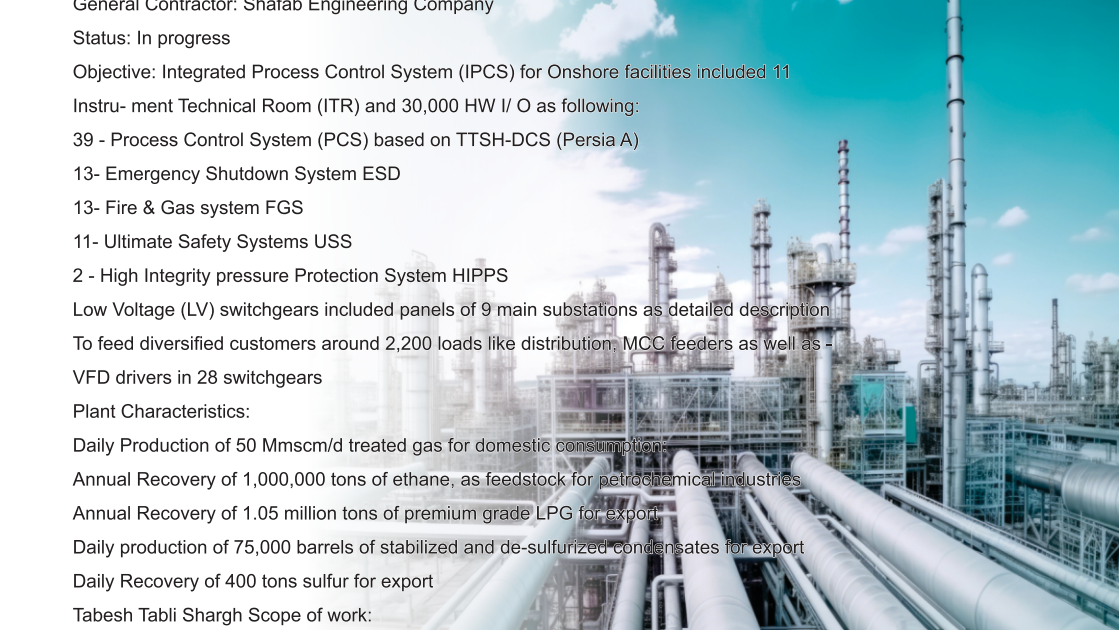 General Contractor: Shafab Engineering Company
Status: In progress
Objective: Integrated Process Control System (IPCS) for Onshore facilities included 11
Instru- ment Technical Room (ITR) and 30,000 HW I/ O as following:
39 - Process Control System (PCS) based on TTSH-DCS (Persia A)
13- Emergency Shutdown System ESD
13- Fire & Gas system FGS
11- Ultimate Safety Systems USS
2 - High Integrity pressure Protection System HIPPS
Low Voltage (LV) switchgears included panels of 9 main substations as detailed description
To feed diversified customers around 2,200 loads like distribution, MCC feeders as well as -
VFD drivers in 28 switchgears
Plant Characteristics:
Daily Production of 50 Mmscm/d treated gas for domestic consumption:
Annual Recovery of 1,000,000 tons of ethane, as feedstock for petrochemical industries
Annual Recovery of 1.05 million tons of premium grade LPG for export
Daily production of 75,000 barrels of stabilized and de-sulfurized condensates for export
Daily Recovery of 400 tons sulfur for export
Tabesh Tabli Shargh Scope of work: